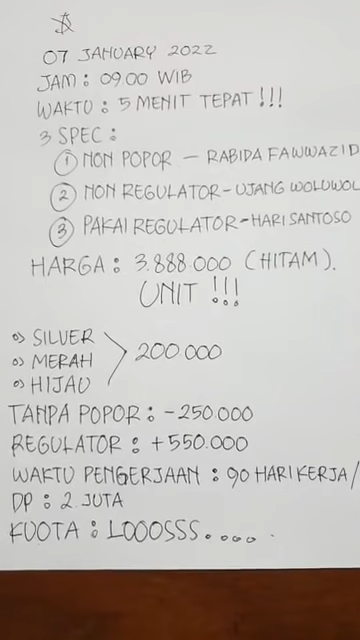 07 JANUARY 2022
JAM : 09.00 WIB
WAKTU : 5 MENIT TEPAT !!!
3 SPEC :
① NON POPOR — RABIDA FAWWAZID
② NON REGULATOR - UJANG WOLUWOL
③ PAKAI REGULATOR - HARI SANTOSO
HARGA : 3.888.000 (HITAM).
UNIT !!!
SILVER
MERAH
HIJAU
200.000
TANPA POPOR : -250.000
REGULATOR : +550.000
WAKTU PENGERJAAN : 90 HARI KERJA/
DP : 2 JUTA
KUOTA : LOOOSSS.....